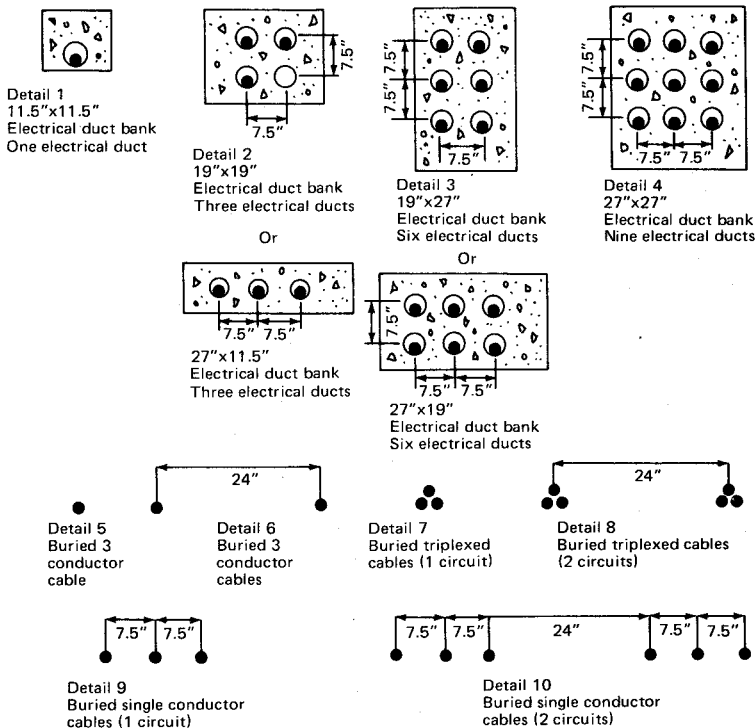 Detail 1
11.5"x11.5"
Electrical duct bank
One electrical duct
7.5"
7.5"
Detail 2
19"x19"
Electrical duct bank
Three electrical ducts
Or
7.5" 7.5"
27"x11.5"
Electrical duct bank
Three electrical ducts
7.5"
7.5"
7.5"
Detail 3
19"x27"
Electrical duct bank
Six electrical ducts
Or
7.5"
7.5" 7.5"
27"x19"
Electrical duct bank
Six electrical ducts
7.5"
7.5"
7.5" 7.5"
Detail 4
27"x27"
Electrical duct bank
Nine electrical ducts
Detail 5
Buried 3
conductor
cable
24"
Detail 6
Buried 3
conductor
cables
Detail 7
Buried triplexed
cables (1 circuit)
24"
Detail 8
Buried triplexed cables
(2 circuits)
7.5" 7.5"
Detail 9
Buried single conductor
cables (1 circuit)
7.5" 7.5" 24" 7.5" 7.5"
Detail 10
Buried single conductor
cables (2 circuits)